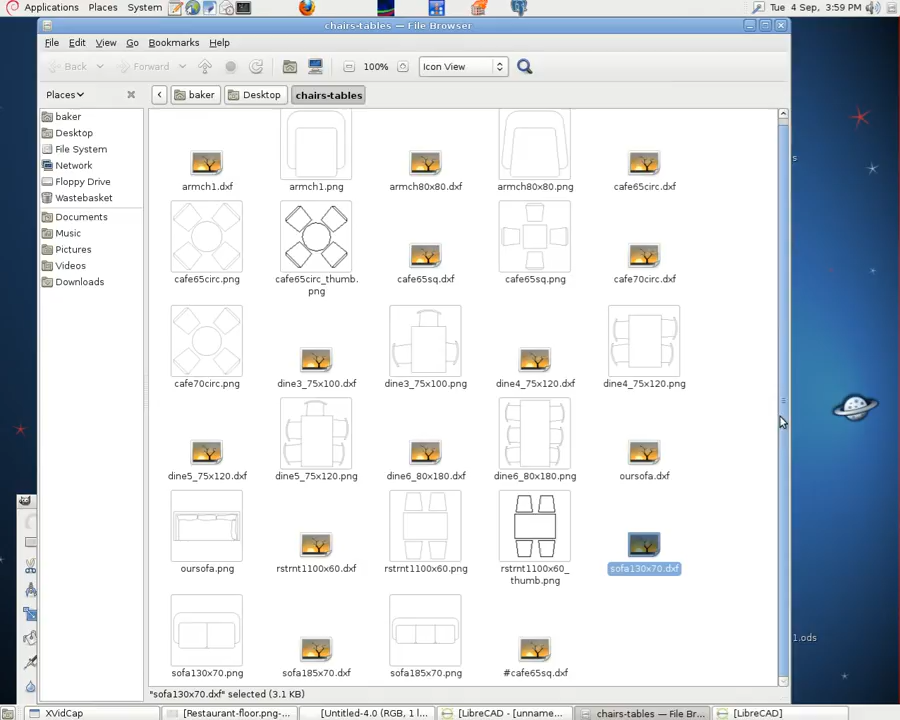 Applications Places System Tue 4 Sep, 3:59 PM
chairs-tables — File Browser
File Edit View Go Bookmarks Help
Back Forward 100% Icon View
Places baker Desktop chairs-tables
baker
Desktop
File System
Network
Floppy Drive
Wastebasket
Documents
Music
Pictures
Videos
Downloads
armch1.dxf armch1.png armch80x80.dxf armch80x80.png cafe65circ.dxf
cafe65circ.png cafe65circ_thumb. cafe65sq.dxf cafe65sq.png cafe70circ.dxf
png
cafe70circ.png dine3_75x100.dxf dine3_75x100.png dine4_75x120.dxf dine4_75x120.png
dine5_75x120.dxf dine5_75x120.png dine6_80x180.dxf dine6_80x180.png oursofa.dxf
oursofa.png rstrnt1100x60.dxf rstrnt1100x60.png rstrnt1100x60_ sofa130x70.dxf
thumb.png
sofa130x70.png sofa185x70.dxf sofa185x70.png #cafe65sq.dxf
s
1.ods
"sofa130x70.dxf" selected (3.1 KB)
XVidCap [Restaurant-floor.png-... [Untitled-4.0 (RGB, 1 l... [LibreCAD - [unname... chairs-tables — File Br... [LibreCAD]